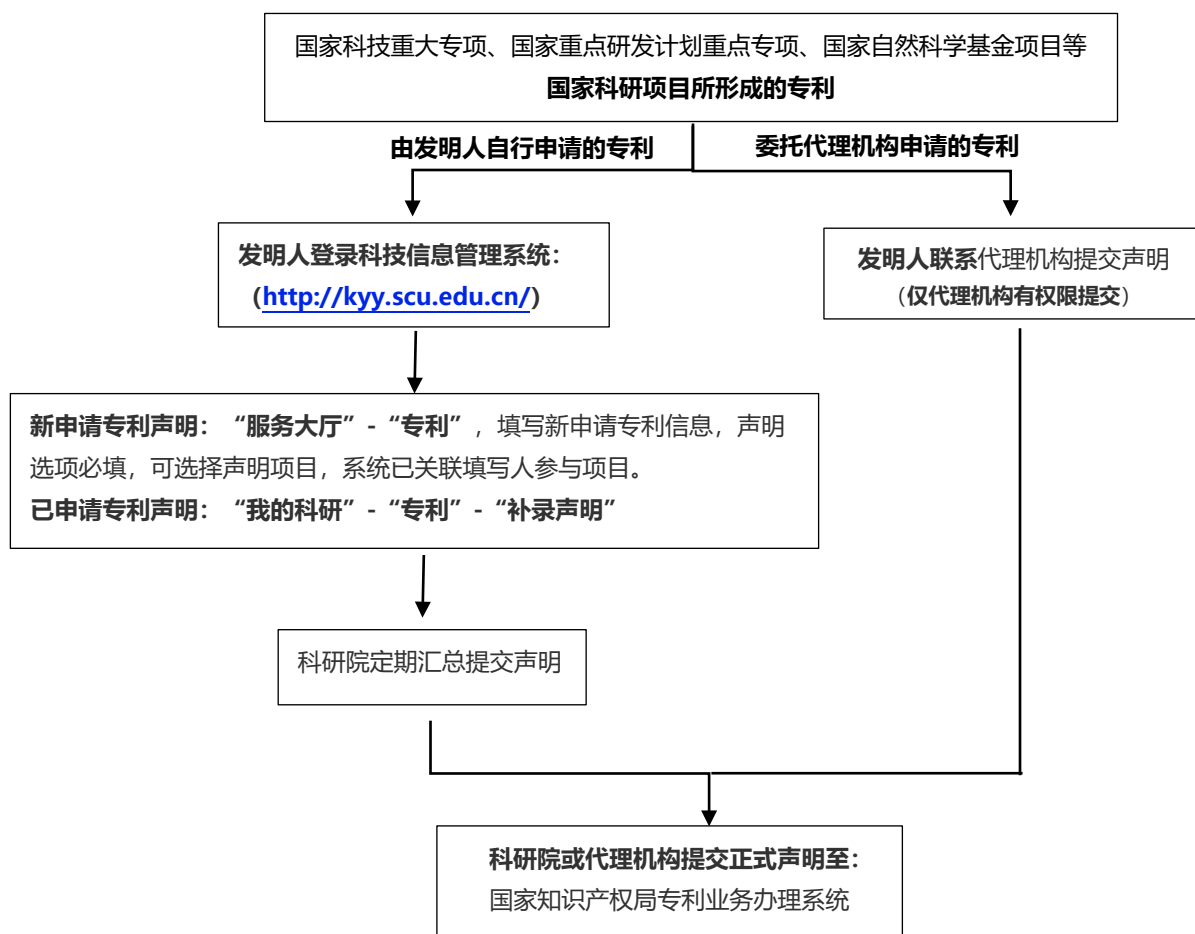 国家科技重大专项、国家重点研发计划重点专项、国家自然科学基金项目等
国家科研项目所形成的专利
由发明人自行申请的专利
委托代理机构申请的专利
发明人登录科技信息管理系统：
(http://kyy.scu.edu.cn/)
发明人联系代理机构提交声明
（仅代理机构有权限提交）
新申请专利声明：“服务大厅” - “专利”，填写新申请专利信息，声明
选项必填，可选择声明项目，系统已关联填写人参与项目。
已申请专利声明：“我的科研” - “专利” - “补录声明”
科研院定期汇总提交声明
科研院或代理机构提交正式声明至：
国家知识产权局专利业务办理系统